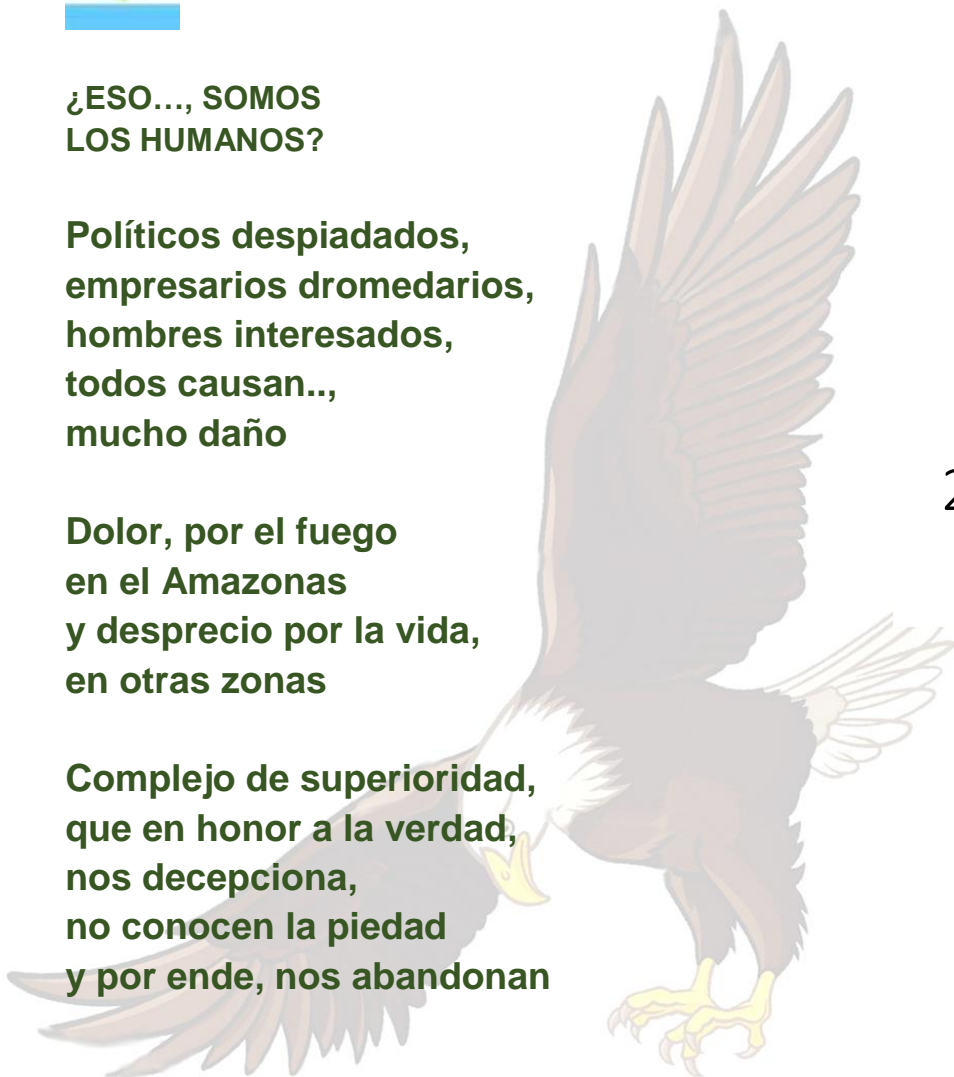 ¿ESO…, SOMOS
LOS HUMANOS?
Políticos despiadados,
empresarios dromedarios,
hombres interesados,
todos causan..,
mucho daño
2
Dolor, por el fuego
en el Amazonas
y desprecio por la vida,
en otras zonas
Complejo de superioridad,
que en honor a la verdad,
nos decepciona,
no conocen la piedad
y por ende, nos abandonan